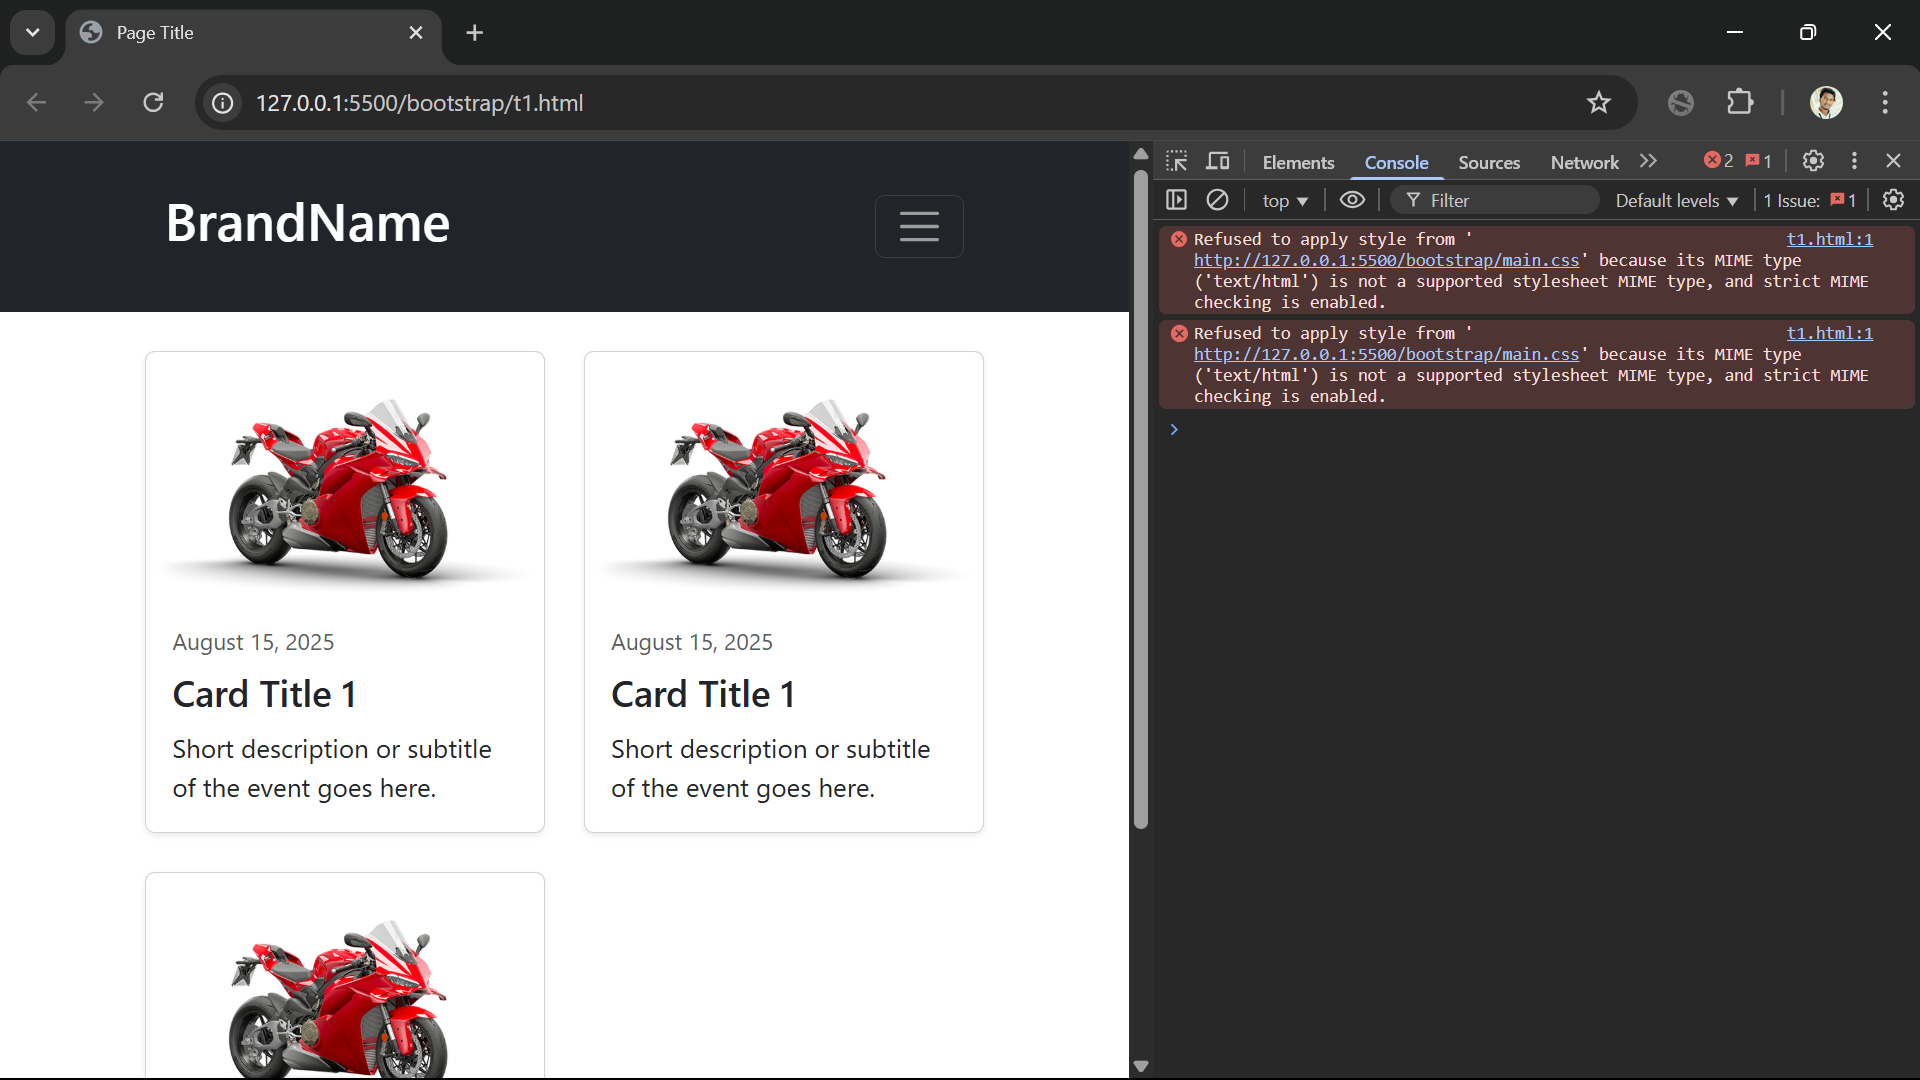 Page Title
127.0.0.1:5500/bootstrap/t1.html
BrandName
August 15, 2025
Card Title 1
Short description or subtitle
of the event goes here.
August 15, 2025
Card Title 1
Short description or subtitle
of the event goes here.
Elements Console Sources Network 2 1
top Filter Default levels 1 Issue: 1
Refused to apply style from ' t1.html:1
http://127.0.0.1:5500/bootstrap/main.css' because its MIME type
('text/html') is not a supported stylesheet MIME type, and strict MIME
checking is enabled.
Refused to apply style from ' t1.html:1
http://127.0.0.1:5500/bootstrap/main.css' because its MIME type
('text/html') is not a supported stylesheet MIME type, and strict MIME
checking is enabled.